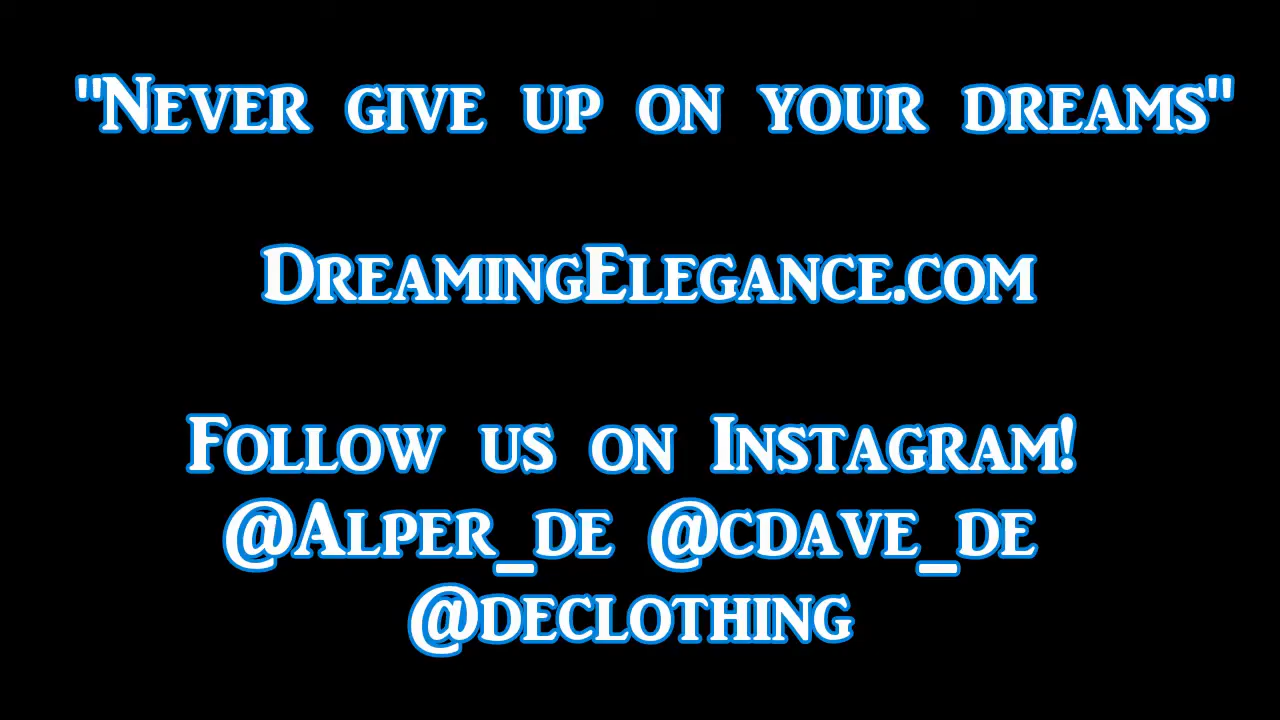 "Never give up on your dreams"
DreamingElegance.com
Follow us on Instagram!
@Alper_de @cdave_de
@declothing